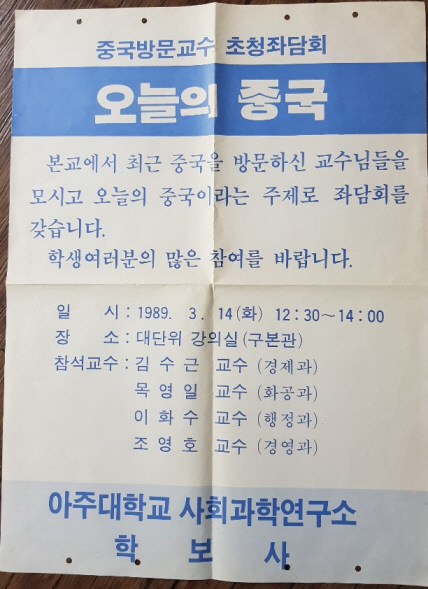 중국방문교수 초청좌담회
오늘의 중국
본교에서 최근 중국을 방문하신 교수님들을
모시고 오늘의 중국이라는 주제로 좌담회를
갖습니다.
학생여러분의 많은 참여를 바랍니다.
일 시 : 1989. 3. 14(화) 12:30~14:00
장 소 : 대단위 강의실(구본관)
참석교수 : 김수근 교수 (경제과)
목영일 교수 (화공과)
이화수 교수 (행정과)
조영호 교수 (경영과)
아주대학교 사회과학연구소
학 보 사